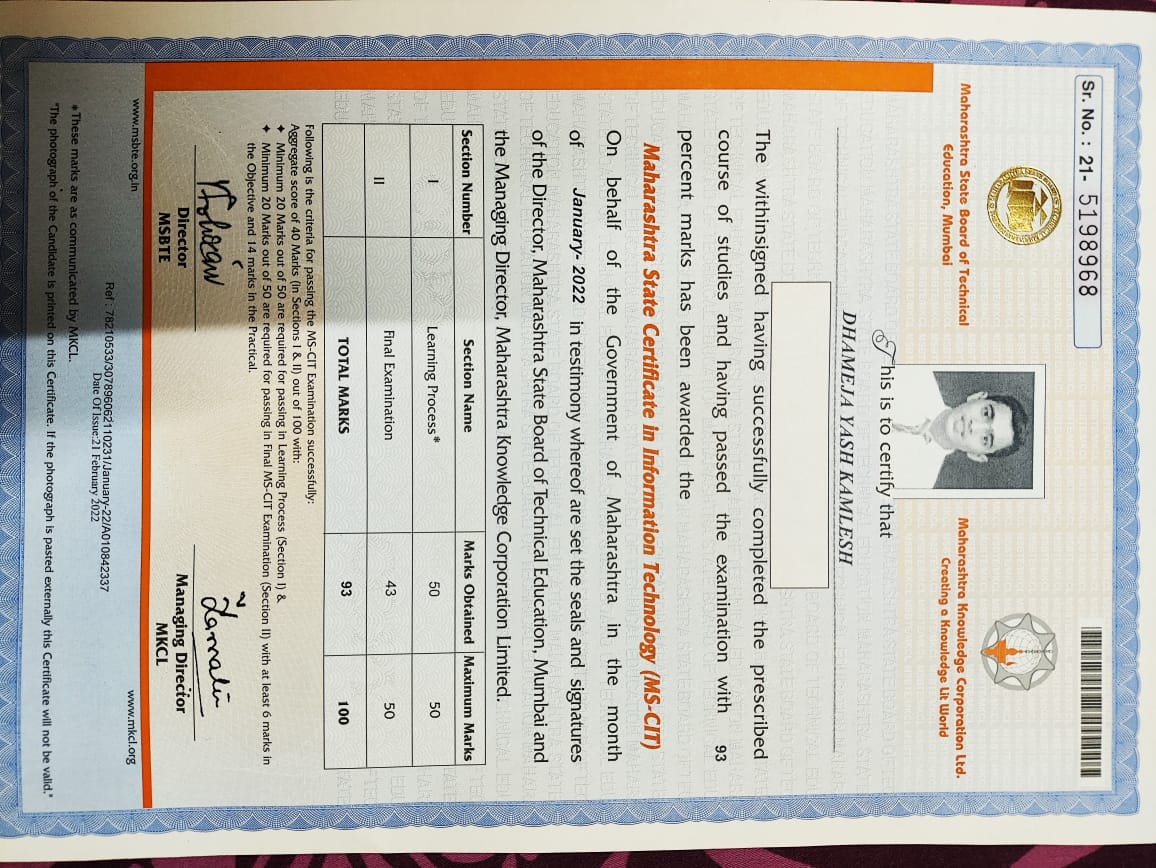 Sr. No. : 21- 5198968
Maharashtra State Board of Technical
Education, Mumbai
Maharashtra Knowledge Corporation Ltd.
Creating a Knowledge Lit World
This is to certify that
DHAMEJA YASH KAMLESH
The withinsigned having successfully completed the prescribed
course of studies and having passed the examination with 93
percent marks has been awarded the
Maharashtra State Certificate in Information Technology (MS-CIT)
On behalf of the Government of Maharashtra in the month
of January- 2022 in testimony whereof are set the seals and signatures
of the Director, Maharashtra State Board of Technical Education, Mumbai and
the Managing Director, Maharashtra Knowledge Corporation Limited.
Section Number Section Name Marks Obtained Maximum Marks
I Learning Process* 50 50
II Final Examination 43 50
TOTAL MARKS 93 100
Following is the criteria for passing the MS-CIT Examination successfully:
Aggregate score of 40 Marks (in Sections I & II) out of 100 with:
✦ Minimum 20 Marks out of 50 are required for passing in Learning Process (Section I) &
✦ Minimum 20 Marks out of 50 are required for passing in Final MS-CIT Examination (Section II) with at least 6 marks in
the Objective and 14 marks in the Practical.
Director
MSBTE
Managing Director
MKCL
www.msbte.org.in
www.mkcl.org
Ref : 78210533/30789606211023​1/January-22/A010842337
Date Of Issue:21 February 2022
* These marks are as communicated by MKCL.
"The photograph of the Candidate is printed on this Certificate. If the photograph is pasted externally this Certificate will not be valid."